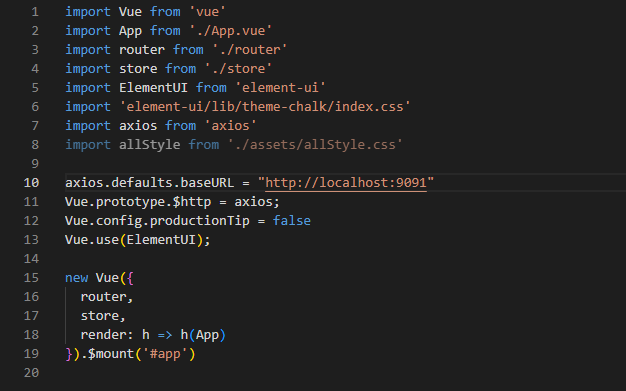 1 import Vue from 'vue'
2 import App from './App.vue'
3 import router from './router'
4 import store from './store'
5 import ElementUI from 'element-ui'
6 import 'element-ui/lib/theme-chalk/index.css'
7 import axios from 'axios'
8 import allStyle from './assets/allStyle.css'
9
10 axios.defaults.baseURL = "http://localhost:9091"
11 Vue.prototype.$http = axios;
12 Vue.config.productionTip = false
13 Vue.use(ElementUI);
14
15 new Vue({
16   router,
17   store,
18   render: h => h(App)
19 }).$mount('#app')
20